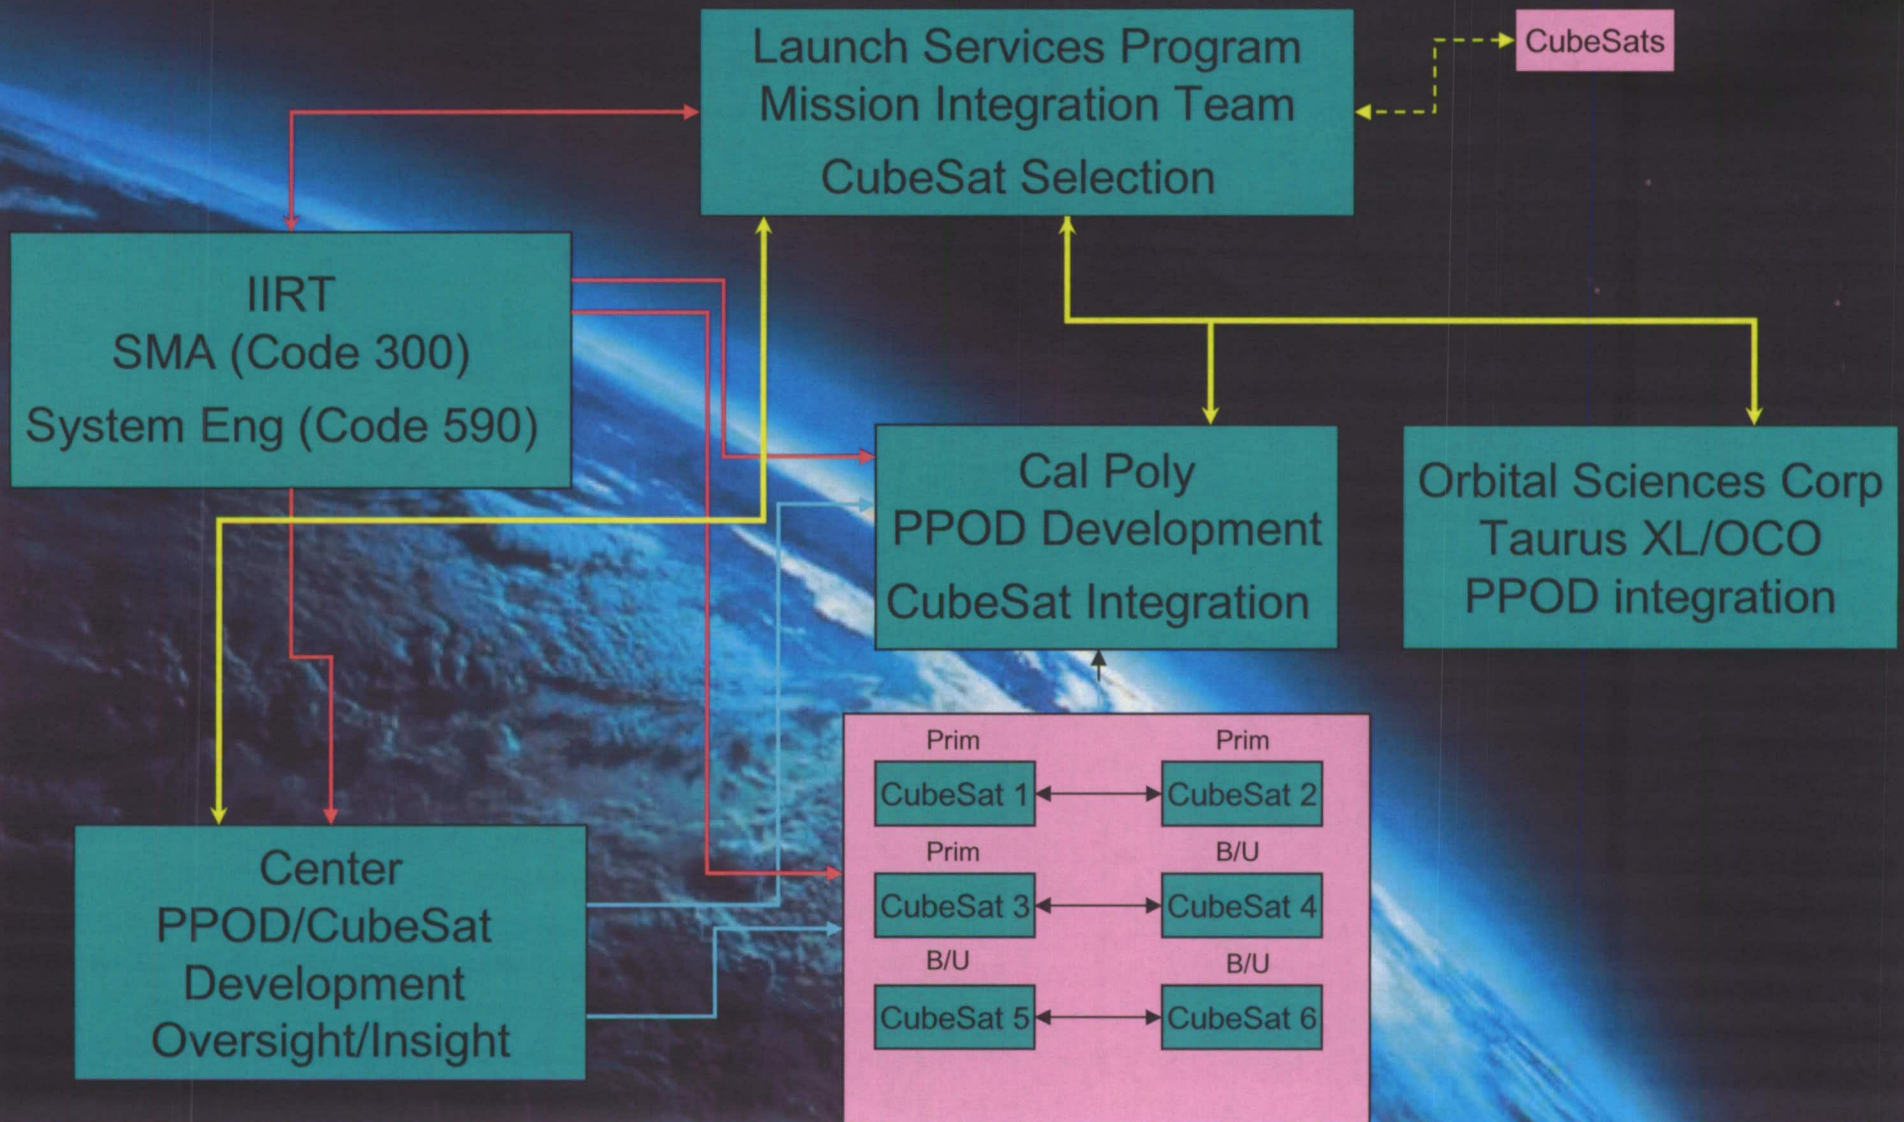 Launch Services Program
Mission Integration Team
CubeSat Selection
CubeSats
IIRT
SMA (Code 300)
System Eng (Code 590)
Cal Poly
PPOD Development
CubeSat Integration
Orbital Sciences Corp
Taurus XL/OCO
PPOD integration
Center
PPOD/CubeSat
Development
Oversight/Insight
Prim
Prim
CubeSat 1
CubeSat 2
Prim
B/U
CubeSat 3
CubeSat 4
B/U
B/U
CubeSat 5
CubeSat 6